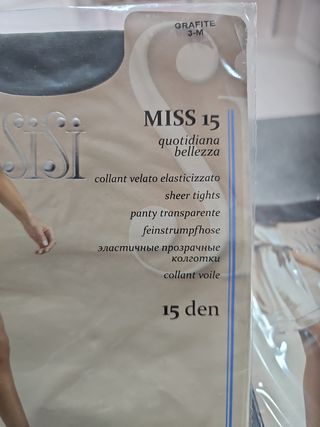 GRAFITE
3-M
SiSi
MISS 15
quotidiana
bellezza
collant velato elasticizzato
sheer tights
panty transparente
feinstrumpfhose
эластичные прозрачные
колготки
collant voile
15 den